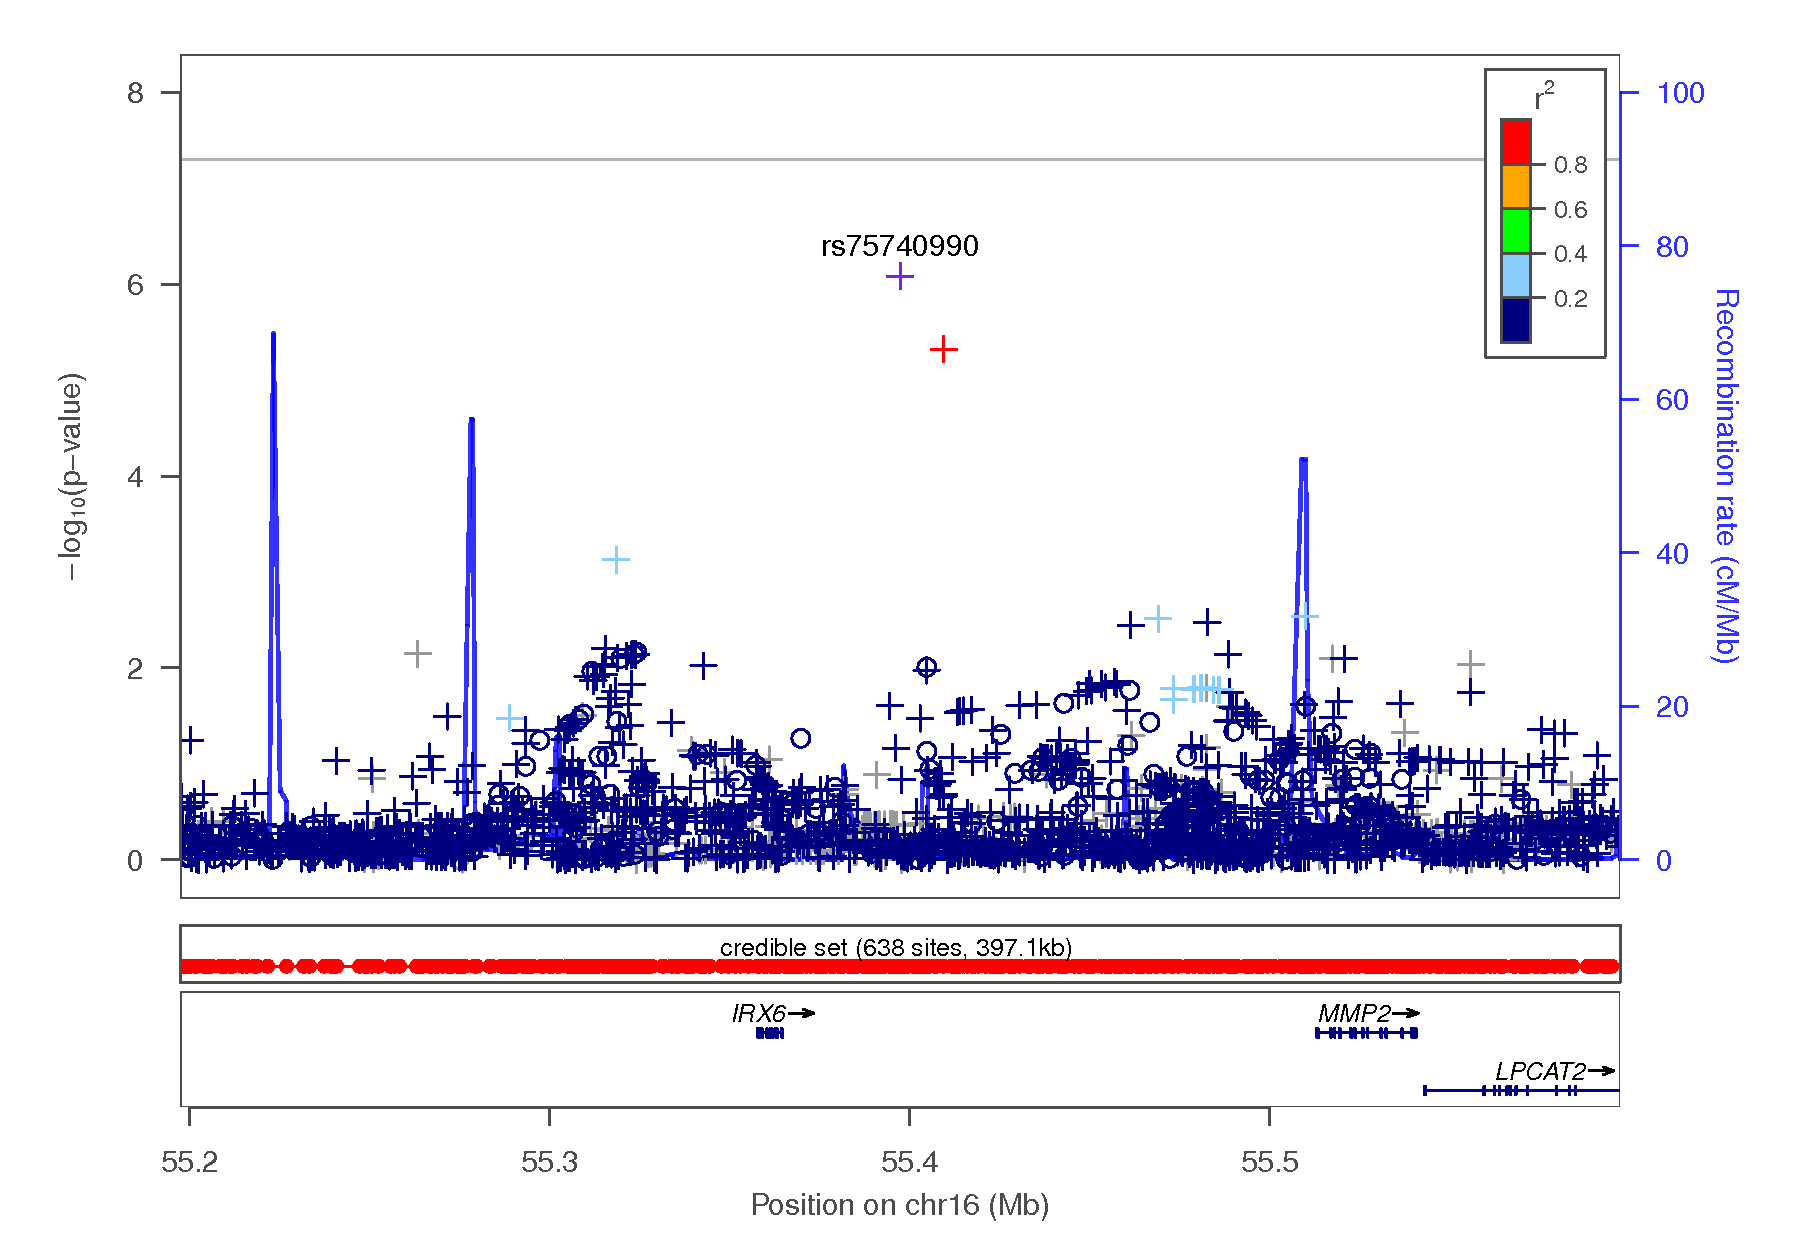 8
6
4
2
0
−log10(p−value)
rs75740990
r2
0.8
0.6
0.4
0.2
100
80
60
40
20
0
Recombination rate (cM/Mb)
credible set (638 sites, 397.1kb)
IRX6
MMP2
LPCAT2
55.2 55.3 55.4 55.5
Position on chr16 (Mb)